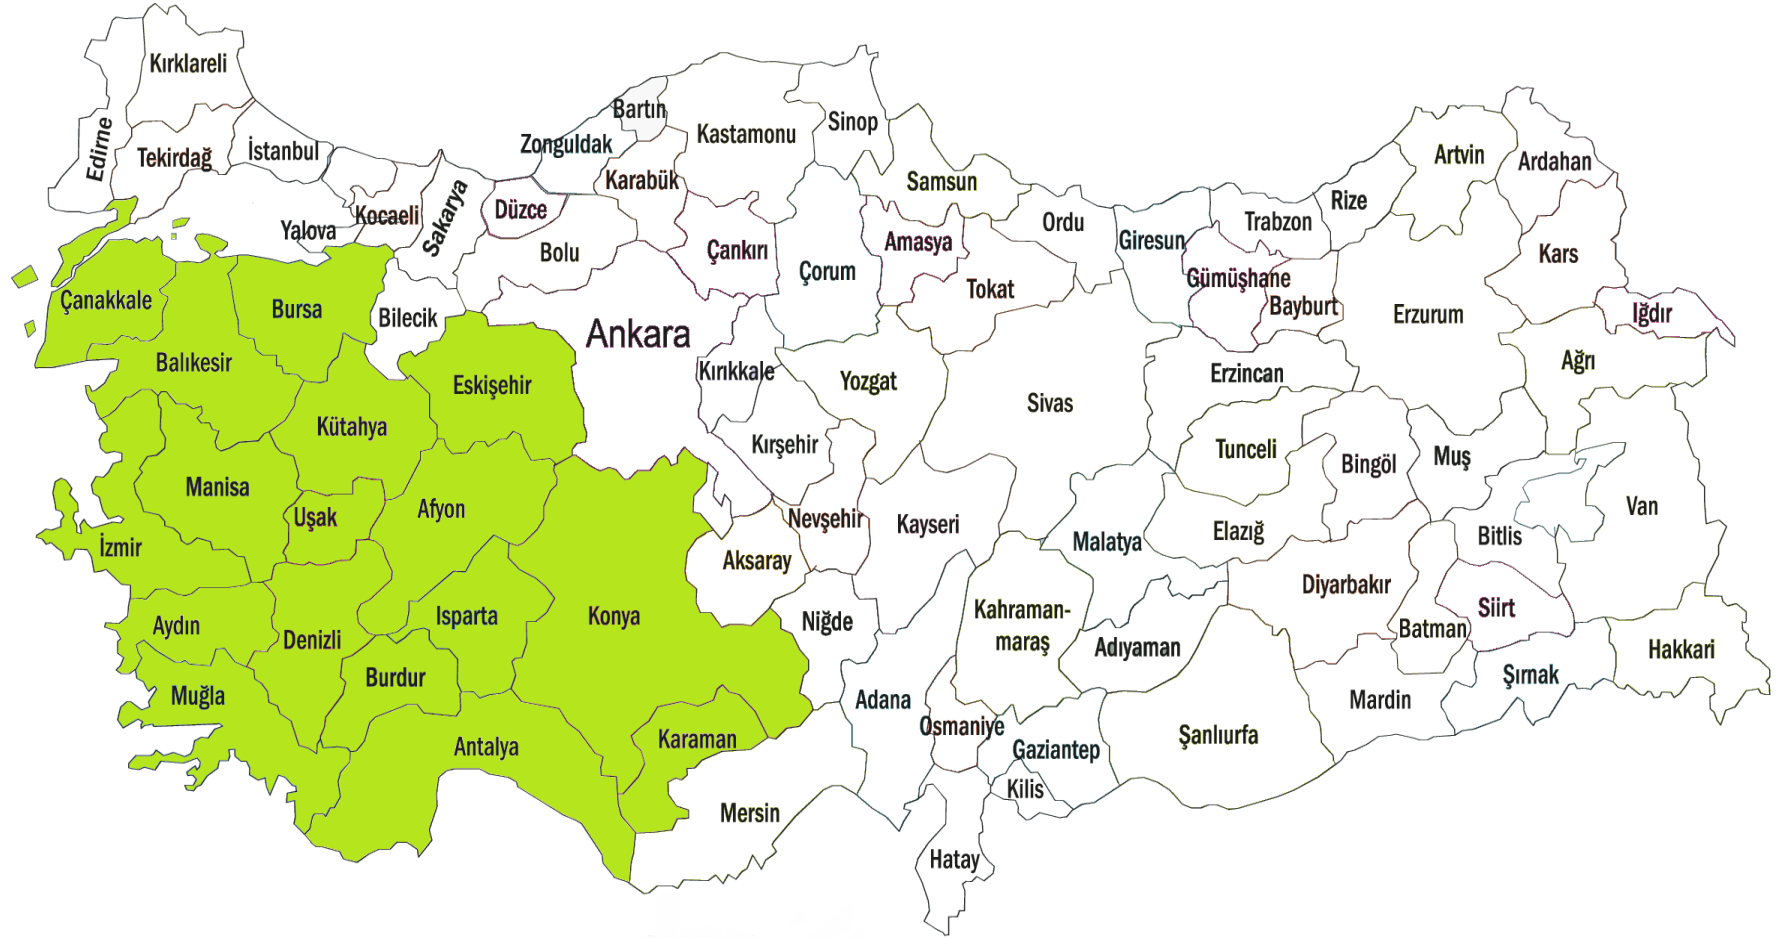 Kırklareli
Edirne
Tekirdağ
İstanbul
Kocaeli
Yalova
Sakarya
Düzce
Bolu
Zonguldak
Bartın
Karabük
Kastamonu
Sinop
Çankırı
Samsun
Amasya
Çorum
Tokat
Ordu
Giresun
Trabzon
Gümüşhane
Bayburt
Rize
Artvin
Ardahan
Kars
Iğdır
Erzurum
Ağrı
Çanakkale
Bursa
Bilecik
Balıkesir
Eskişehir
Ankara
Kırıkkale
Yozgat
Sivas
Erzincan
Tunceli
Bingöl
Muş
Kütahya
Kırşehir
Manisa
Uşak
Afyon
Nevşehir
Kayseri
Malatya
Elazığ
Bitlis
Van
İzmir
Aksaray
Diyarbakır
Siirt
Batman
Aydın
Denizli
Isparta
Konya
Niğde
Kahraman-
maraş
Adıyaman
Hakkari
Şırnak
Mardin
Muğla
Burdur
Antalya
Karaman
Adana
Osmaniye
Gaziantep
Kilis
Şanlıurfa
Mersin
Hatay